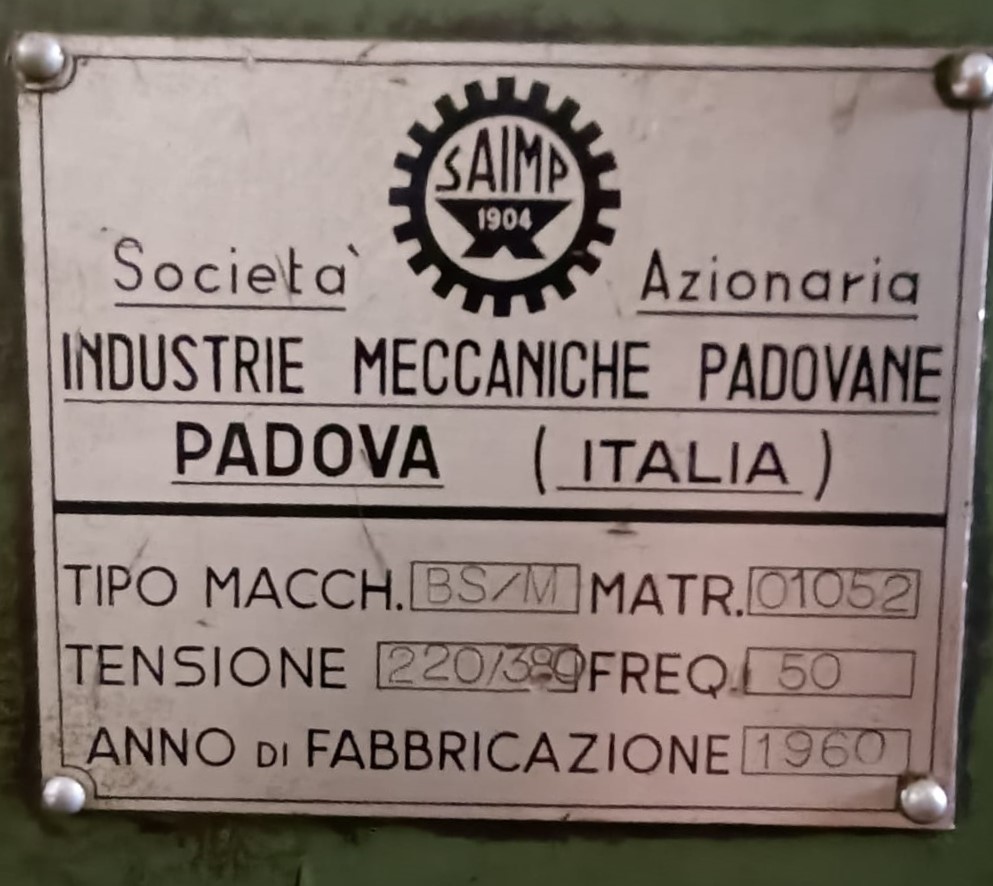 SAIMP
1904
Società Azionaria
INDUSTRIE MECCANICHE PADOVANE
PADOVA (ITALIA)
TIPO MACCH. BS/M MATR. 01052
TENSIONE 220/380 FREQ. 50
ANNO DI FABBRICAZIONE 1960